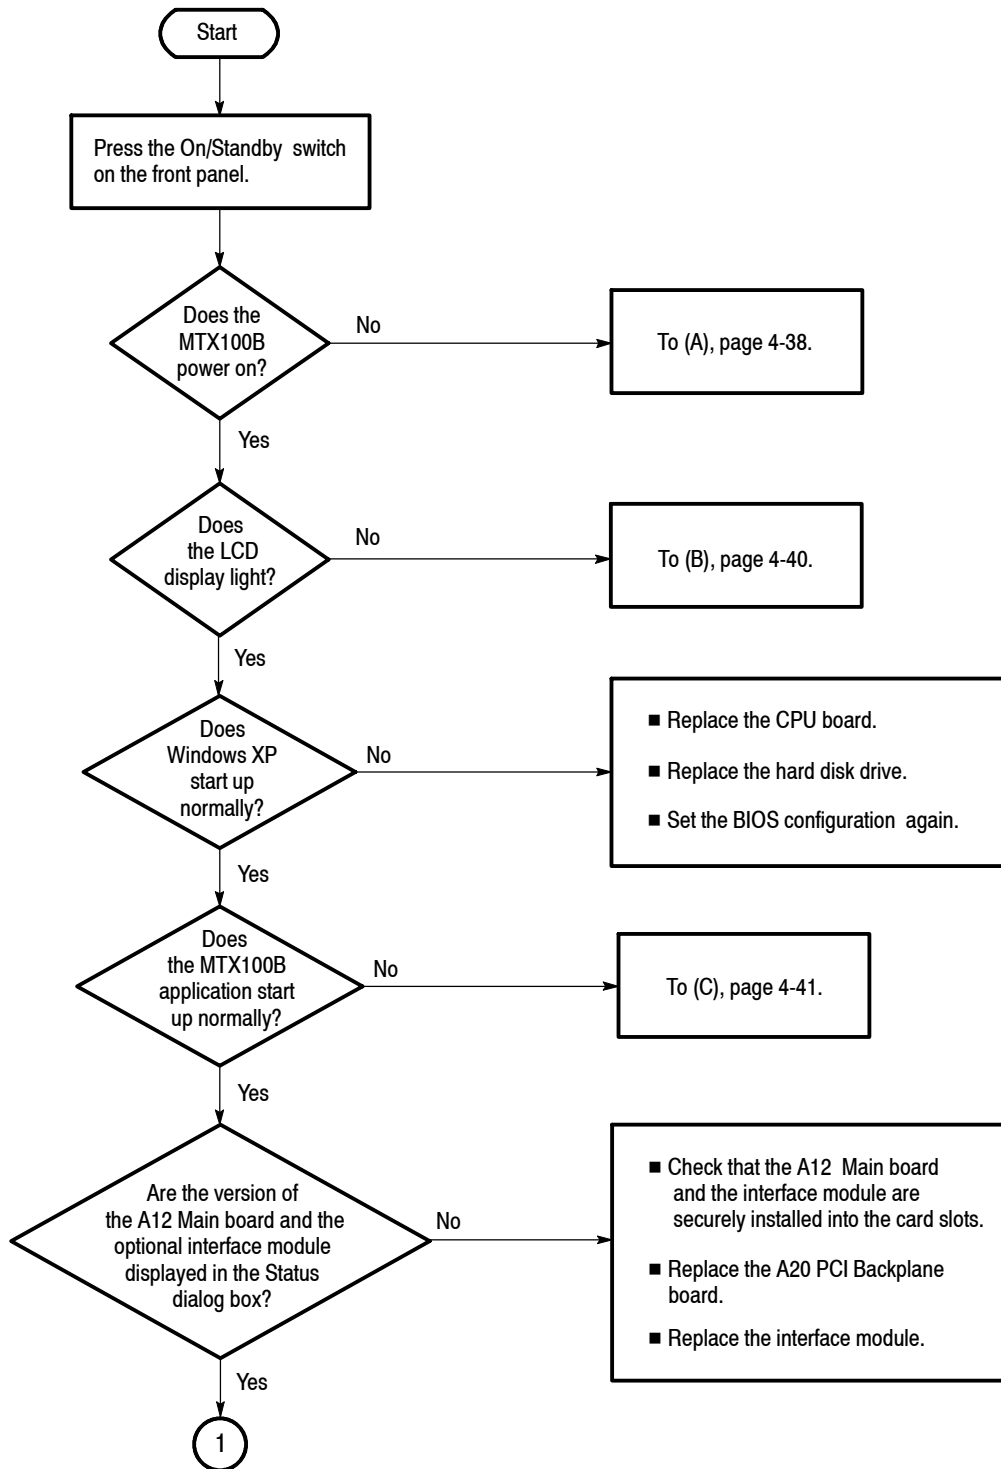 Start
Press the On/Standby switch
on the front panel.
Does the
MTX100B
power on?
No
To (A), page 4-38.
Yes
Does
the LCD
display light?
No
To (B), page 4-40.
Yes
Does
Windows XP
start up
normally?
No
■ Replace the CPU board.
■ Replace the hard disk drive.
■ Set the BIOS configuration again.
Yes
Does
the MTX100B
application start
up normally?
No
To (C), page 4-41.
Yes
Are the version of
the A12 Main board and the
optional interface module
displayed in the Status
dialog box?
No
■ Check that the A12 Main board
and the interface module are
securely installed into the card slots.
■ Replace the A20 PCI Backplane
board.
■ Replace the interface module.
Yes
1